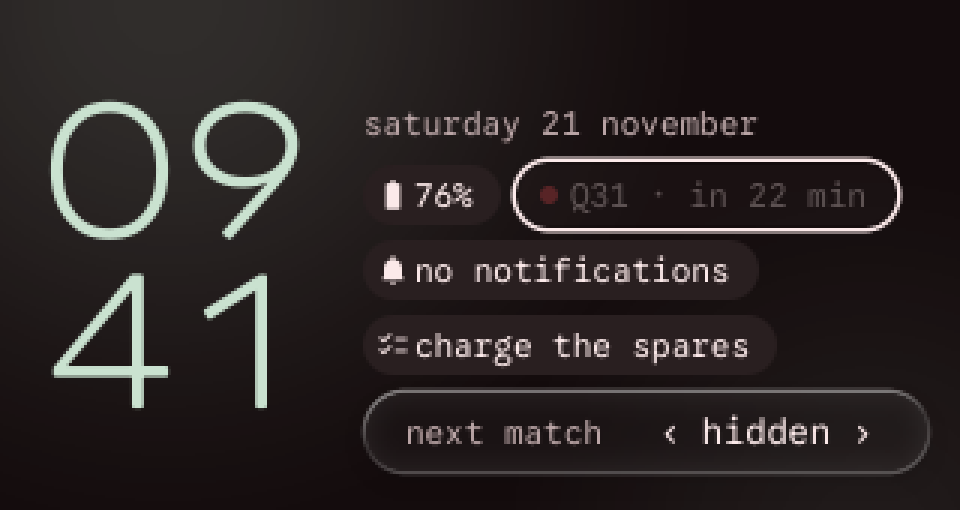 09
41
saturday 21 november
76% Q31 · in 22 min
no notifications
charge the spares
next match ‹ hidden ›